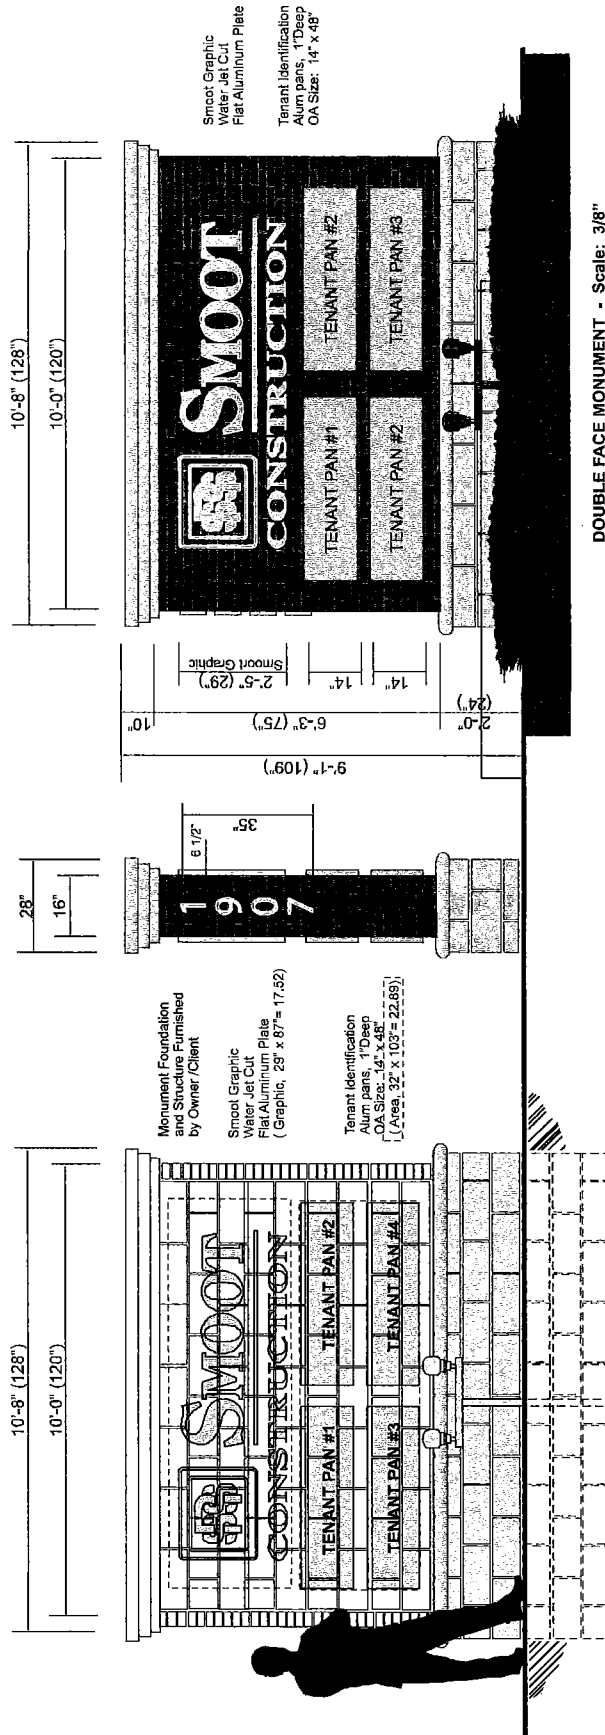 10'-8" (128")
10'-0" (120")
SMOOT
CONSTRUCTION
TENANT PAN #1
TENANT PAN #2
TENANT PAN #3
TENANT PAN #4
Monument Foundation
and Structure Furnished
by Owner /Client
Smoot Graphic
Water Jet Cut
Flat Aluminum Plate
( Graphic, 29" x 87"= 17.52)
Tenant Identification
Alum pans, 1"Deep
OA Size: 14" x 48"
( Area, 32" x 103"= 22.89)
28"
16"
1
9
0
7
6 1/2"
35"
9'-1" (109")
10"
6'-3" (75")
2'-0"
(24")
2'-5" (29")
Smoort Graphic
14"
14"
10'-8" (128")
10'-0" (120")
SMOOT
CONSTRUCTION
TENANT PAN #1
TENANT PAN #2
TENANT PAN #2
TENANT PAN #3
Smoot Graphic
Water Jet Cut
Flat Aluminum Plate
Tenant Identification
Alum pans, 1"Deep
OA Size: 14" x 48"
DOUBLE FACE MONUMENT - Scale: 3/8"